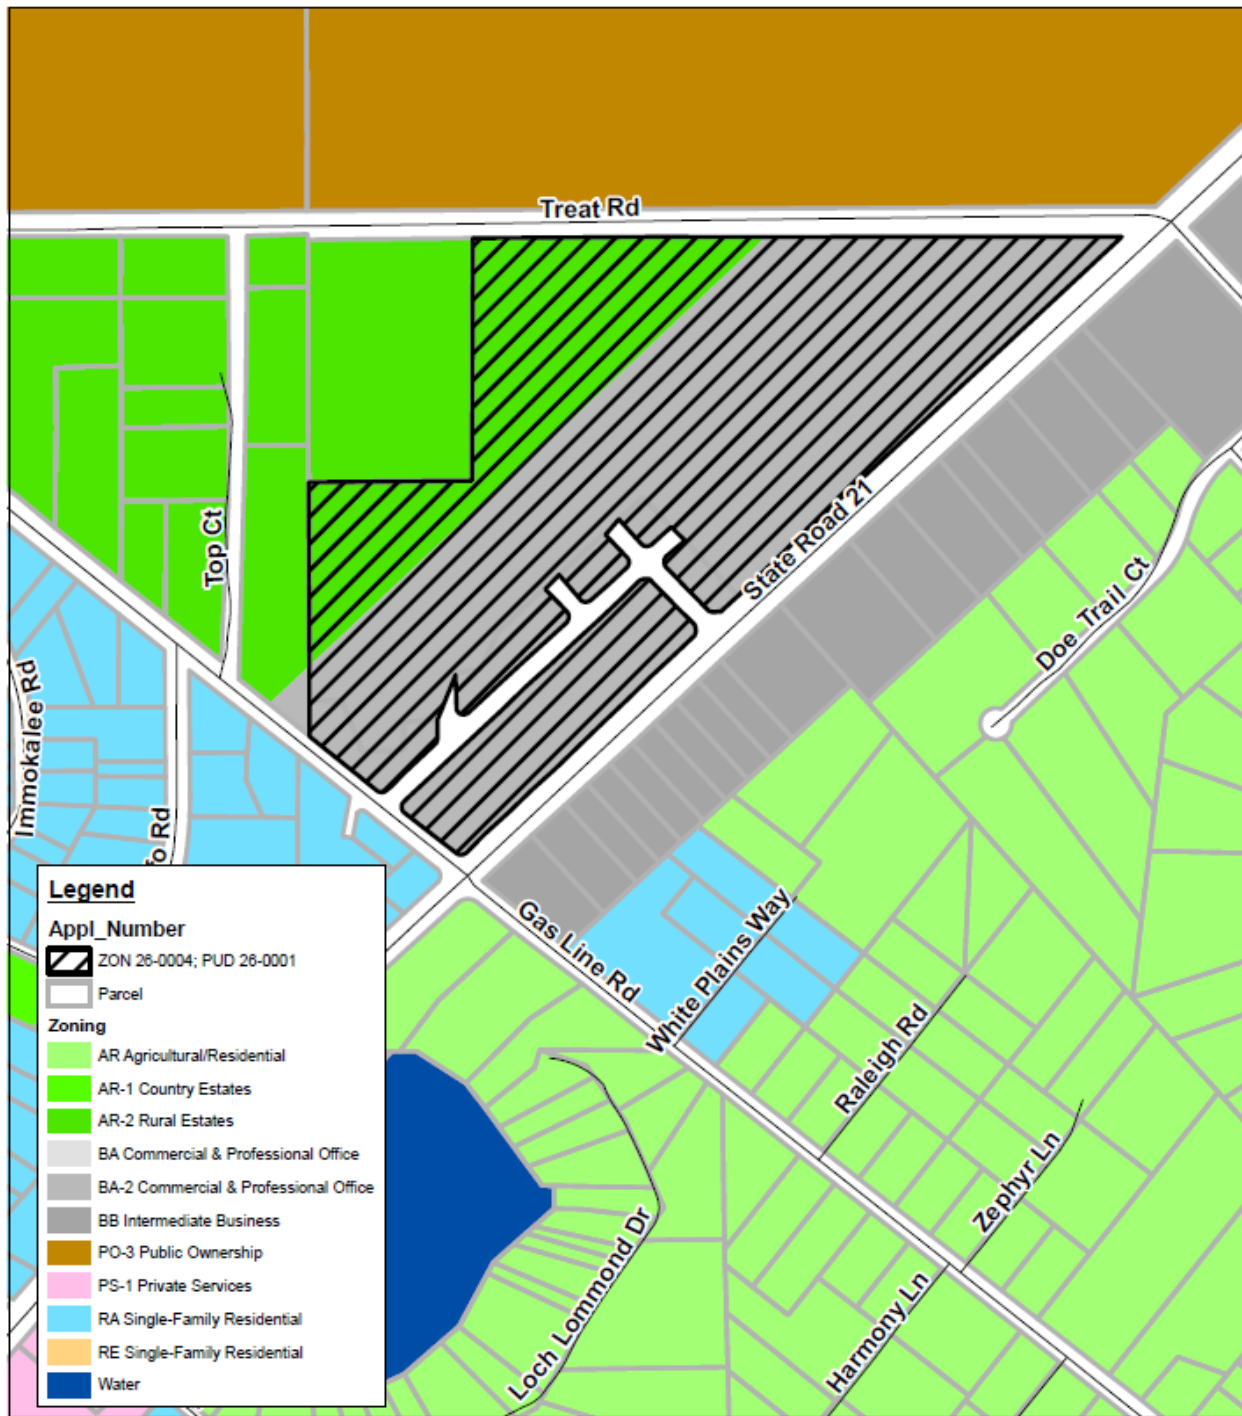 Treat Rd
State Road 21
Top Ct
Doe Trail Ct
Immokalee Rd
fo Rd
Gas Line Rd
White Plains Way
Raleigh Rd
Zephyr Ln
Harmony Ln
Loch Lommond Dr
Legend
Appl_Number
ZON 26-0004; PUD 26-0001
Parcel
Zoning
AR Agricultural/Residential
AR-1 Country Estates
AR-2 Rural Estates
BA Commercial & Professional Office
BA-2 Commercial & Professional Office
BB Intermediate Business
PO-3 Public Ownership
PS-1 Private Services
RA Single-Family Residential
RE Single-Family Residential
Water